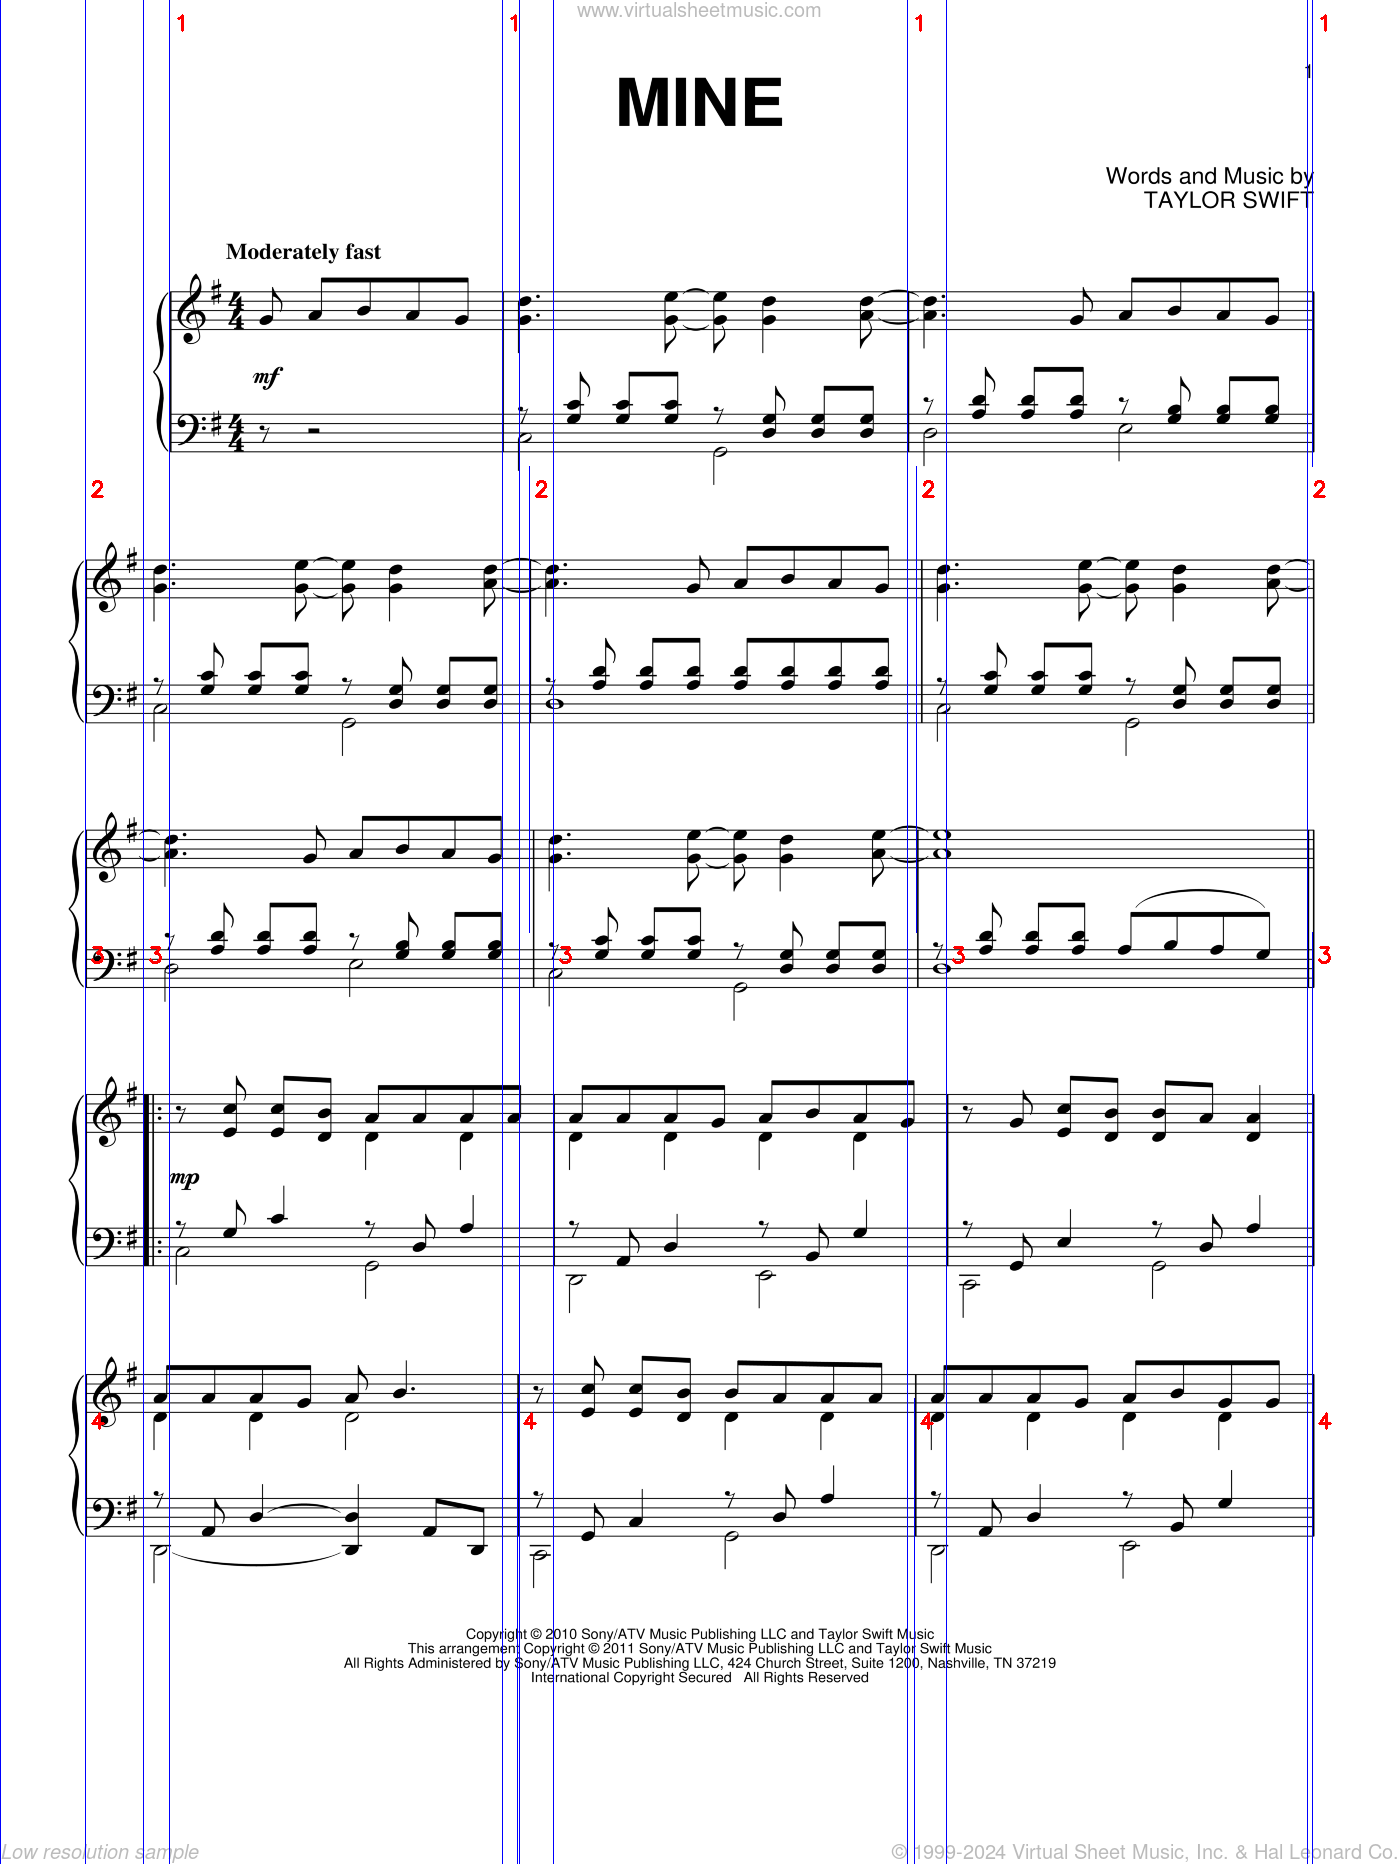 www.virtualsheetmusic.com
1 1 1 1
1
MINE
Words and Music by
TAYLOR SWIFT
Moderately fast
4 4
mf
4 4
2 2 2 2
3 3 3 3 3
mp
4 4 4 4
Copyright © 2010 Sony/ATV Music Publishing LLC and Taylor Swift Music
This arrangement Copyright © 2011 Sony/ATV Music Publishing LLC and Taylor Swift Music
All Rights Administered by Sony/ATV Music Publishing LLC, 424 Church Street, Suite 1200, Nashville, TN 37219
International Copyright Secured All Rights Reserved
Low resolution sample
© 1999-2024 Virtual Sheet Music, Inc. & Hal Leonard Co.